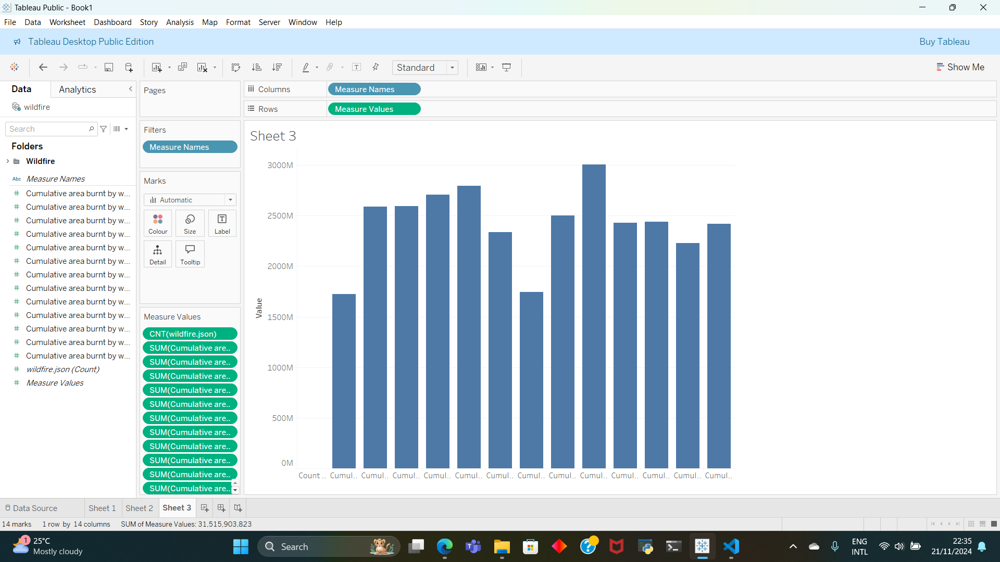 Tableau Public - Book1
File Data Worksheet Dashboard Story Analysis Map Format Server Window Help
Tableau Desktop Public Edition
Buy Tableau
Standard
Show Me
Data
Analytics
wildfire
Search
Folders
Wildfire
Abc Measure Names
Cumulative area burnt by w...
Cumulative area burnt by w...
Cumulative area burnt by w...
Cumulative area burnt by w...
Cumulative area burnt by w...
Cumulative area burnt by w...
Cumulative area burnt by w...
Cumulative area burnt by w...
Cumulative area burnt by w...
Cumulative area burnt by w...
Cumulative area burnt by w...
Cumulative area burnt by w...
Cumulative area burnt by w...
wildfire.json (Count)
Measure Values
Pages
Filters
Measure Names
Marks
Automatic
Colour
Size
Label
Detail
Tooltip
Measure Values
CNT(wildfire.json)
SUM(Cumulative are..
SUM(Cumulative are..
SUM(Cumulative are..
SUM(Cumulative are..
SUM(Cumulative are..
SUM(Cumulative are..
SUM(Cumulative are..
SUM(Cumulative are..
SUM(Cumulative are..
SUM(Cumulative are..
SUM(Cumulative are..
Columns
Measure Names
Rows
Measure Values
Sheet 3
3000M
2500M
2000M
1500M
1000M
500M
0M
Value
Count .. Cumul.. Cumul.. Cumul.. Cumul.. Cumul.. Cumul.. Cumul.. Cumul.. Cumul.. Cumul.. Cumul.. Cumul.. Cumul..
Data Source Sheet 1 Sheet 2 Sheet 3
14 marks 1 row by 14 columns SUM of Measure Values: 31,515,903,823
1
25°C
Mostly cloudy
Search
ENG
INTL
22:35
21/11/2024